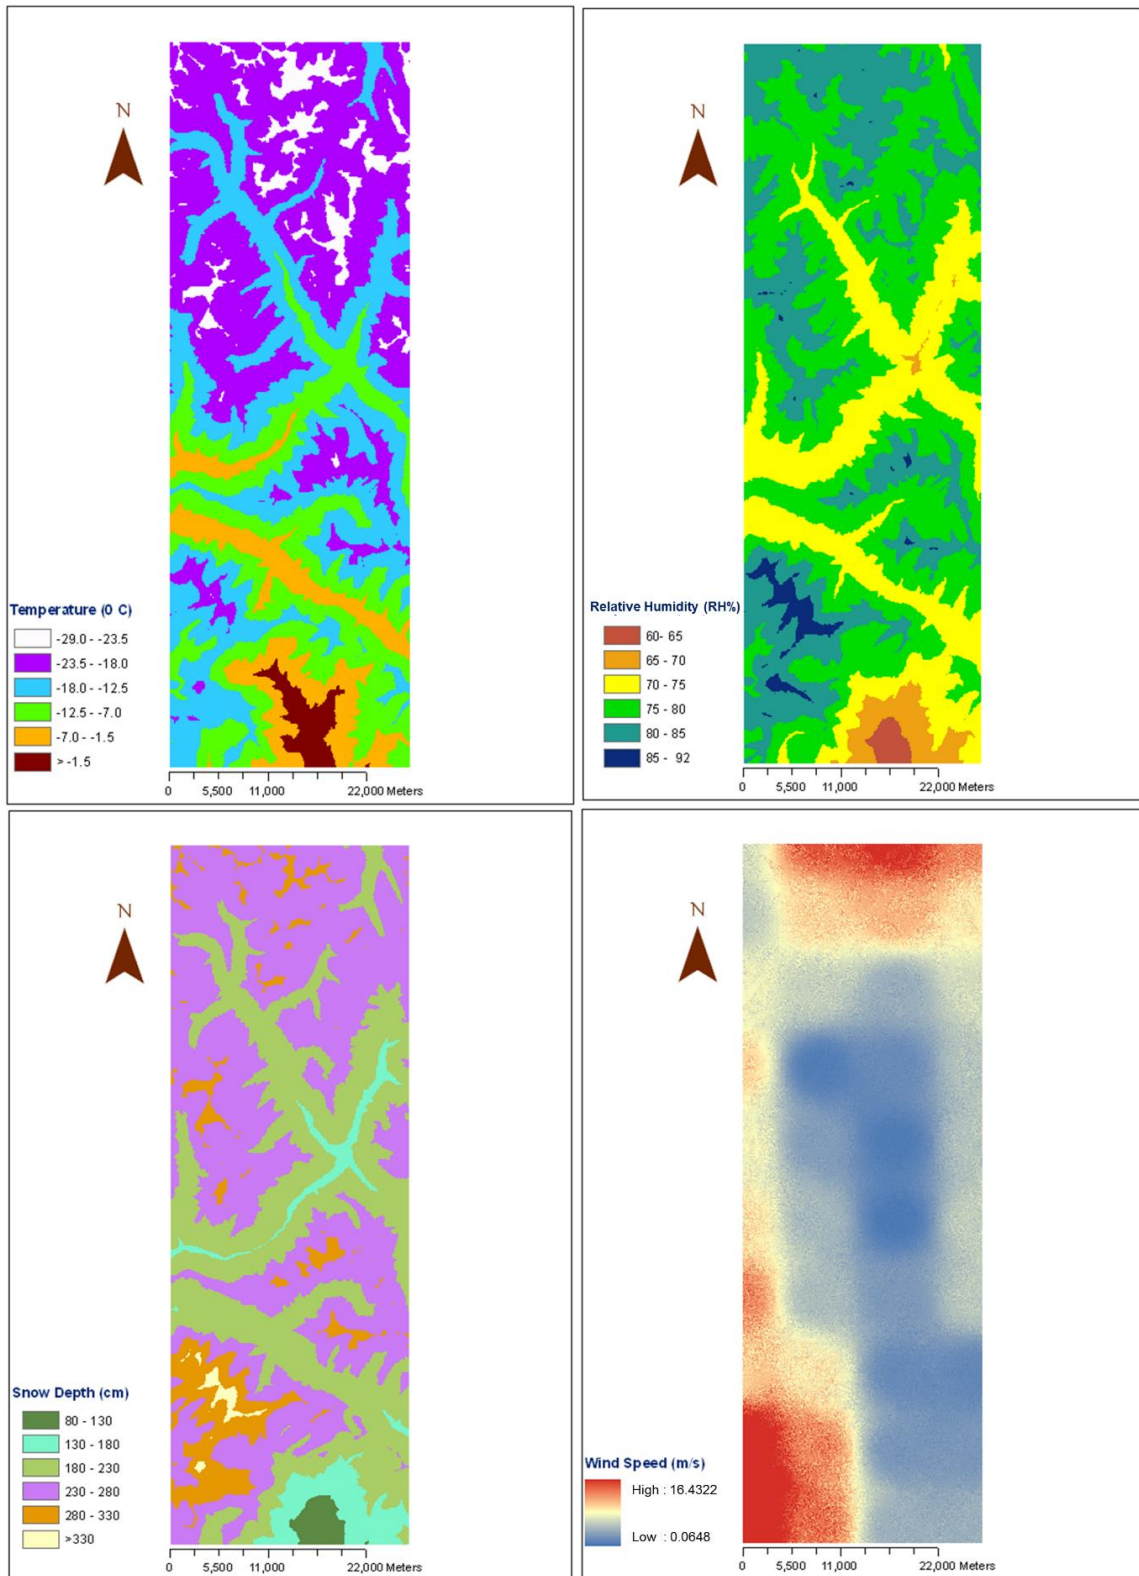 N
Temperature (0 C)
-29.0 - -23.5
-23.5 - -18.0
-18.0 - -12.5
-12.5 - -7.0
-7.0 - -1.5
> -1.5
0 5,500 11,000 22,000 Meters
N
Relative Humidity (RH%)
60- 65
65 - 70
70 - 75
75 - 80
80 - 85
85 - 92
0 5,500 11,000 22,000 Meters
N
Snow Depth (cm)
80 - 130
130 - 180
180 - 230
230 - 280
280 - 330
>330
0 5,500 11,000 22,000 Meters
N
Wind Speed (m/s)
High : 16.4322
Low : 0.0648
0 5,500 11,000 22,000 Meters